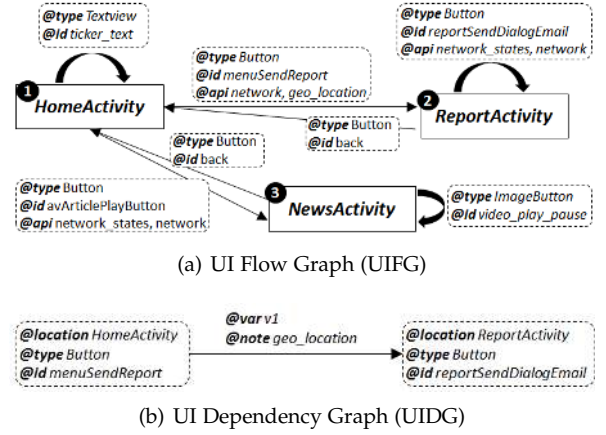 @type Textview
@id ticker_text
@type Button
@id reportSendDialogEmail
@api network_states, network
@type Button
@id menuSendReport
@api network, geo_location
1
HomeActivity
2
ReportActivity
@type Button
@id back
@type Button
@id back
@type Button
@id avArticlePlayButton
@api network_states, network
3
NewsActivity
@type ImageButton
@id video_play_pause
(a) UI Flow Graph (UIFG)
@location HomeActivity
@type Button
@id menuSendReport
@var v1
@note geo_location
@location ReportActivity
@type Button
@id reportSendDialogEmail
(b) UI Dependency Graph (UIDG)